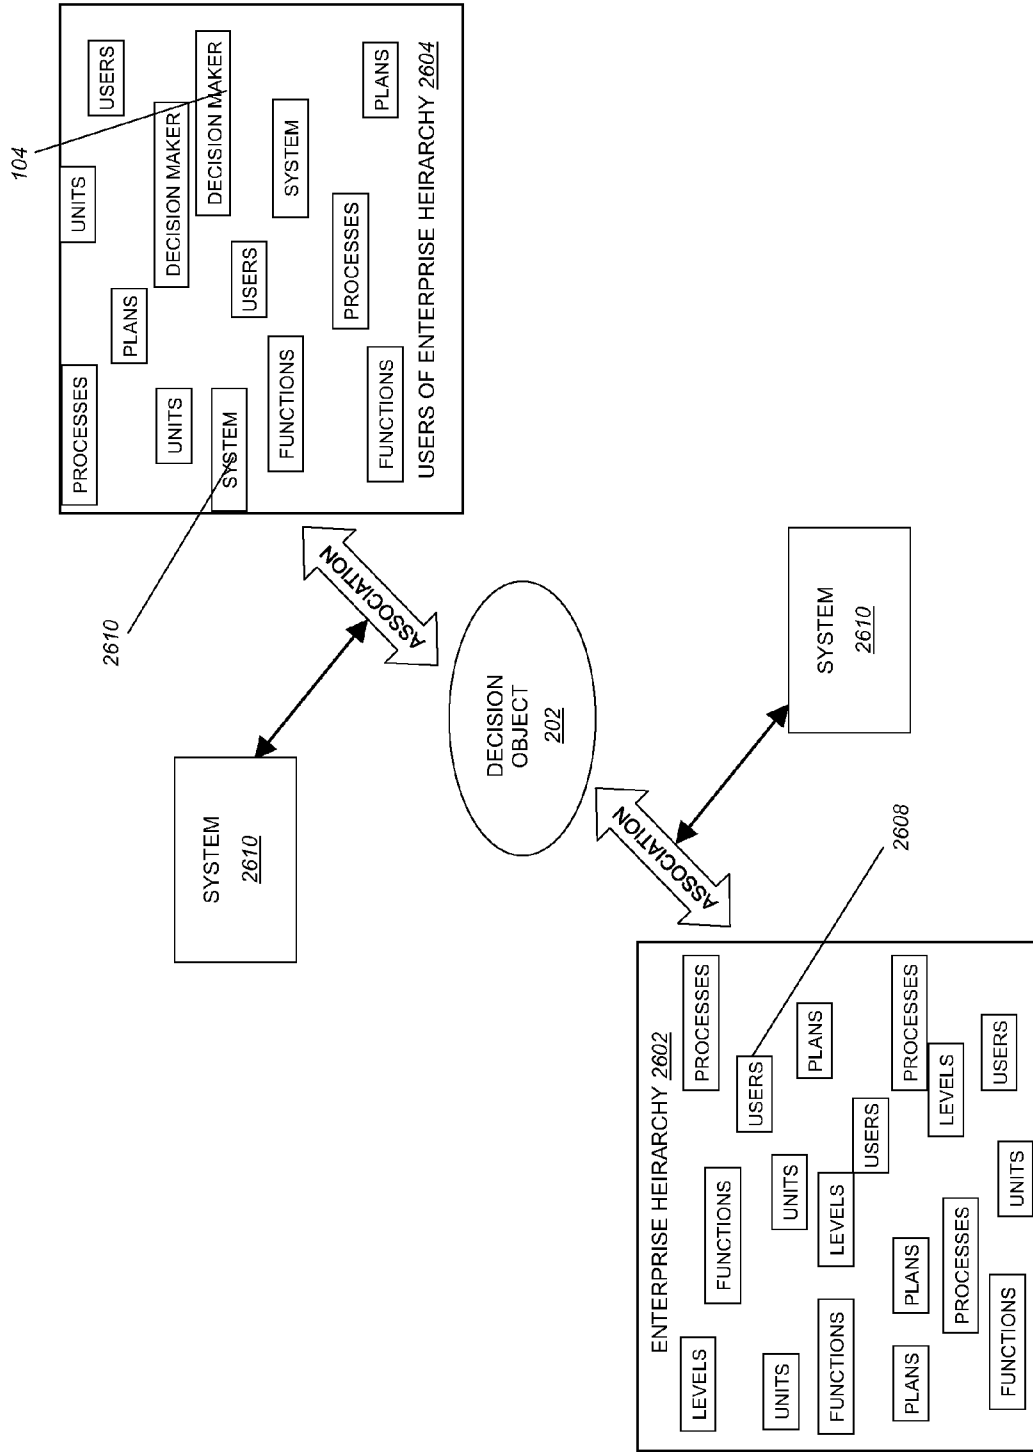 104
2610
PROCESSES
UNITS
USERS
PLANS
UNITS
DECISION MAKER
DECISION MAKER
SYSTEM
USERS
FUNCTIONS
SYSTEM
PROCESSES
FUNCTIONS
PLANS
USERS OF ENTERPRISE HEIRARCHY 2604
SYSTEM
2610
ASSOCIATION
DECISION
OBJECT
202
ASSOCIATION
SYSTEM
2610
2608
ENTERPRISE HEIRARCHY 2602
LEVELS
PROCESSES
FUNCTIONS
USERS
UNITS
UNITS
PLANS
FUNCTIONS
LEVELS
USERS
PLANS
PLANS
PROCESSES
LEVELS
PROCESSES
USERS
FUNCTIONS
UNITS